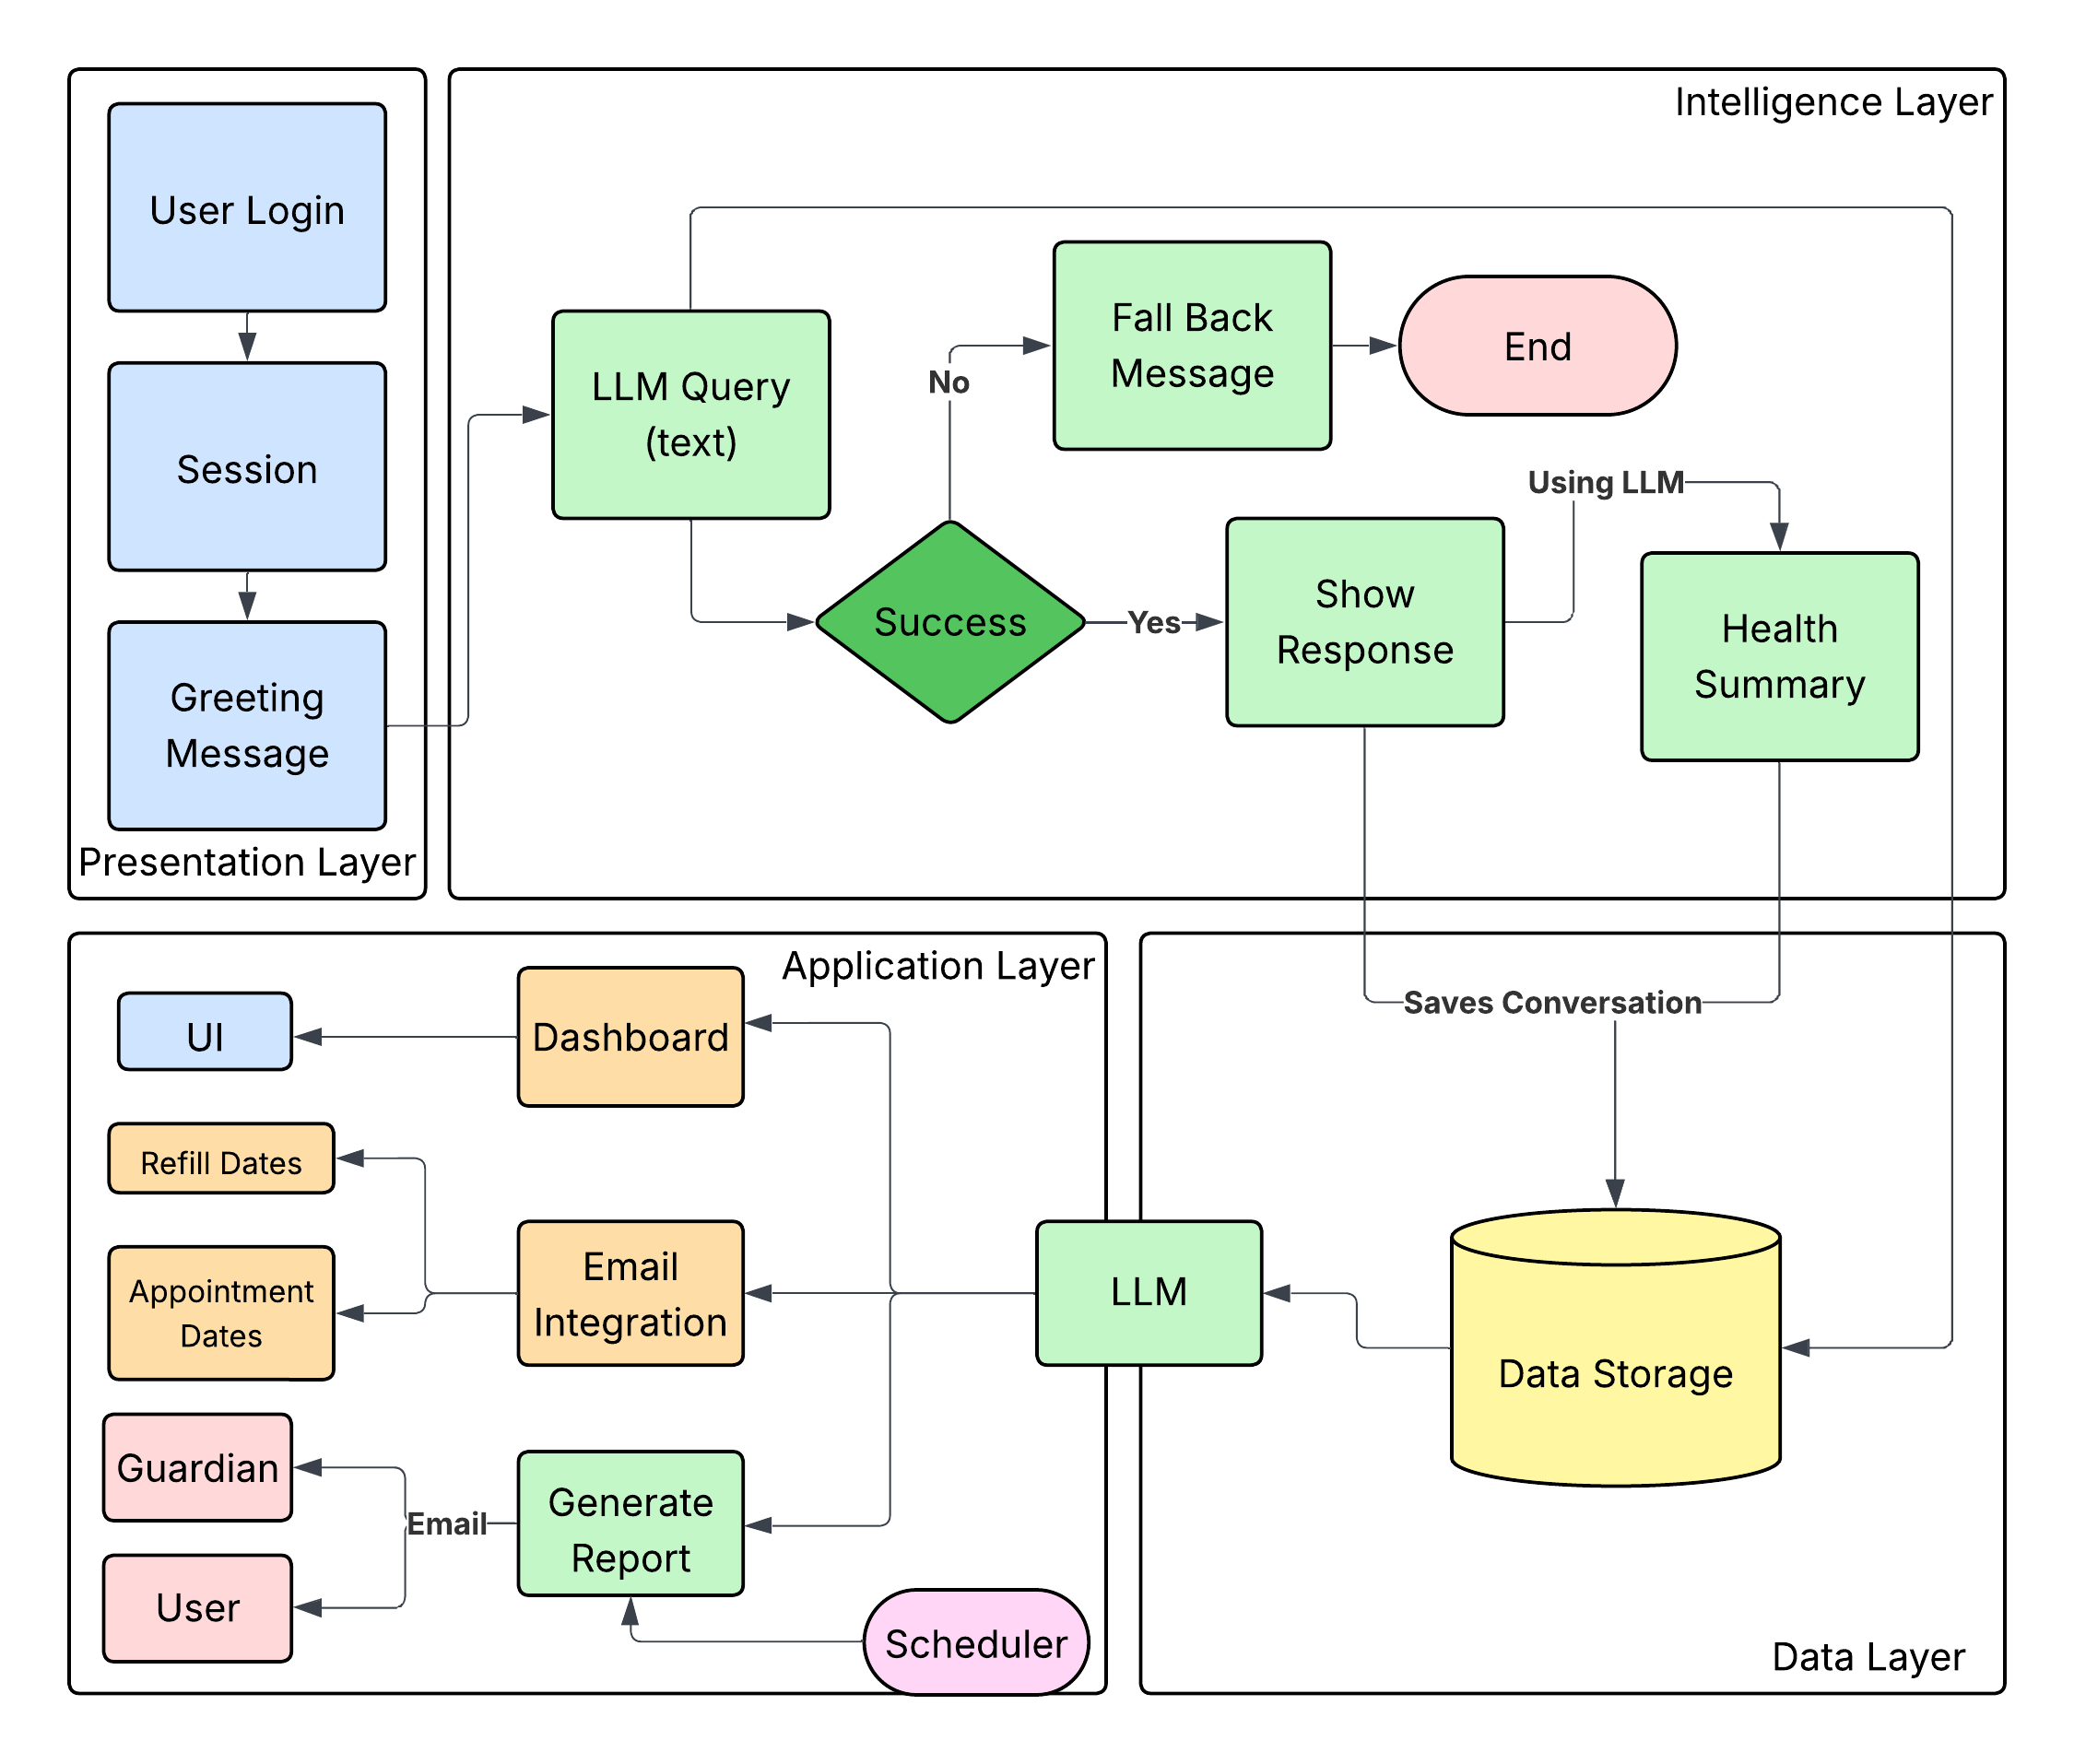 User Login
Session
Greeting
Message
Presentation Layer
Intelligence Layer
LLM Query
(text)
No
Fall Back
Message
End
Success
Yes
Show
Response
Using LLM
Health
Summary
Application Layer
UI
Dashboard
Refill Dates
Appointment
Dates
Email
Integration
LLM
Guardian
User
Email
Generate
Report
Scheduler
Saves Conversation
Data Storage
Data Layer